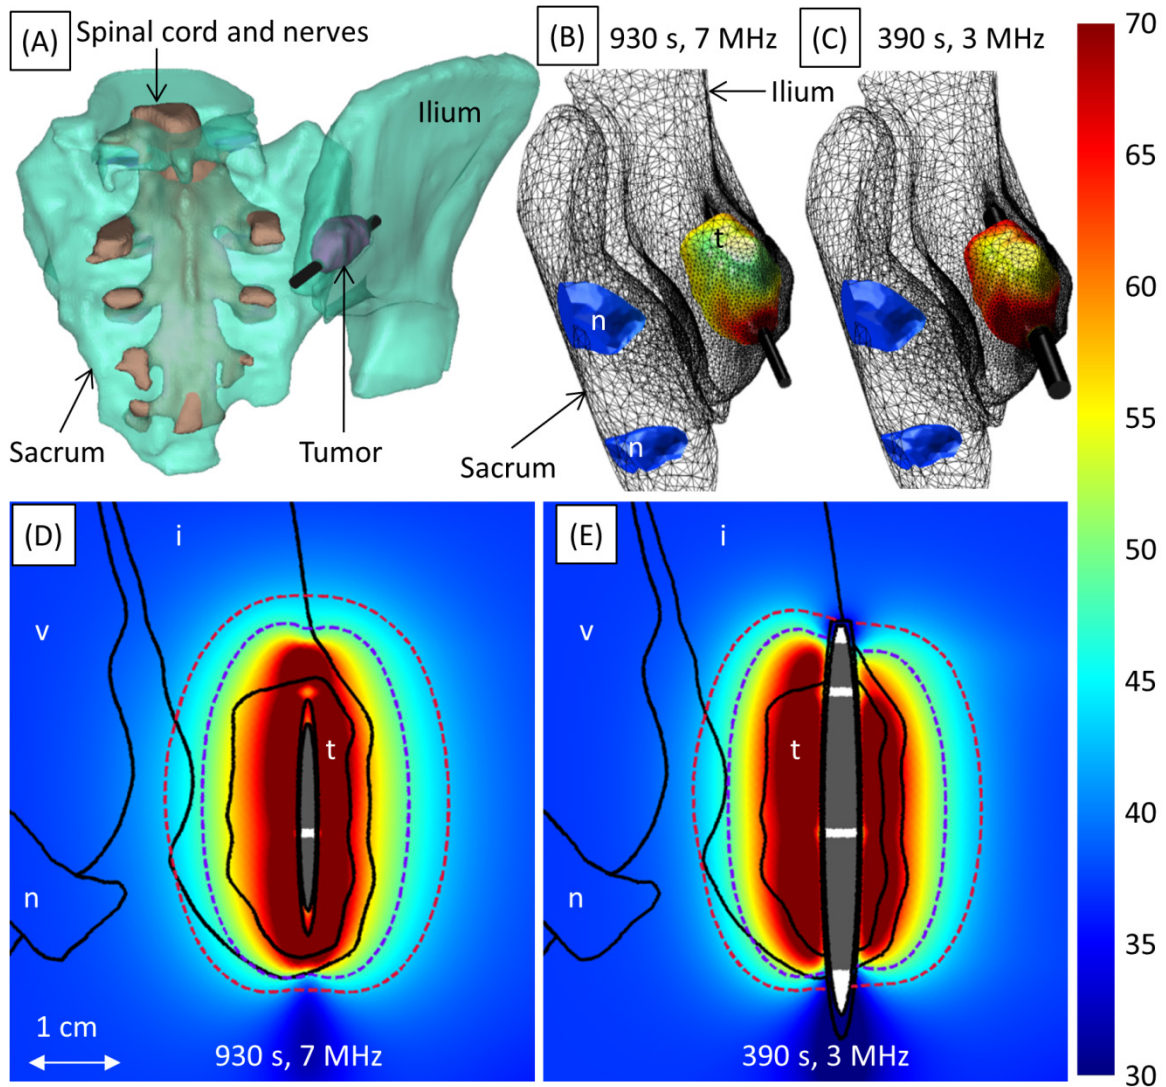 (A)
Spinal cord and nerves
Ilium
Sacrum
Tumor
(B) 930 s, 7 MHz
Ilium
t
n
n
Sacrum
(C) 390 s, 3 MHz
70
65
60
55
50
45
40
35
30
(D)
i
v
t
n
1 cm
930 s, 7 MHz
(E)
i
v
t
n
390 s, 3 MHz